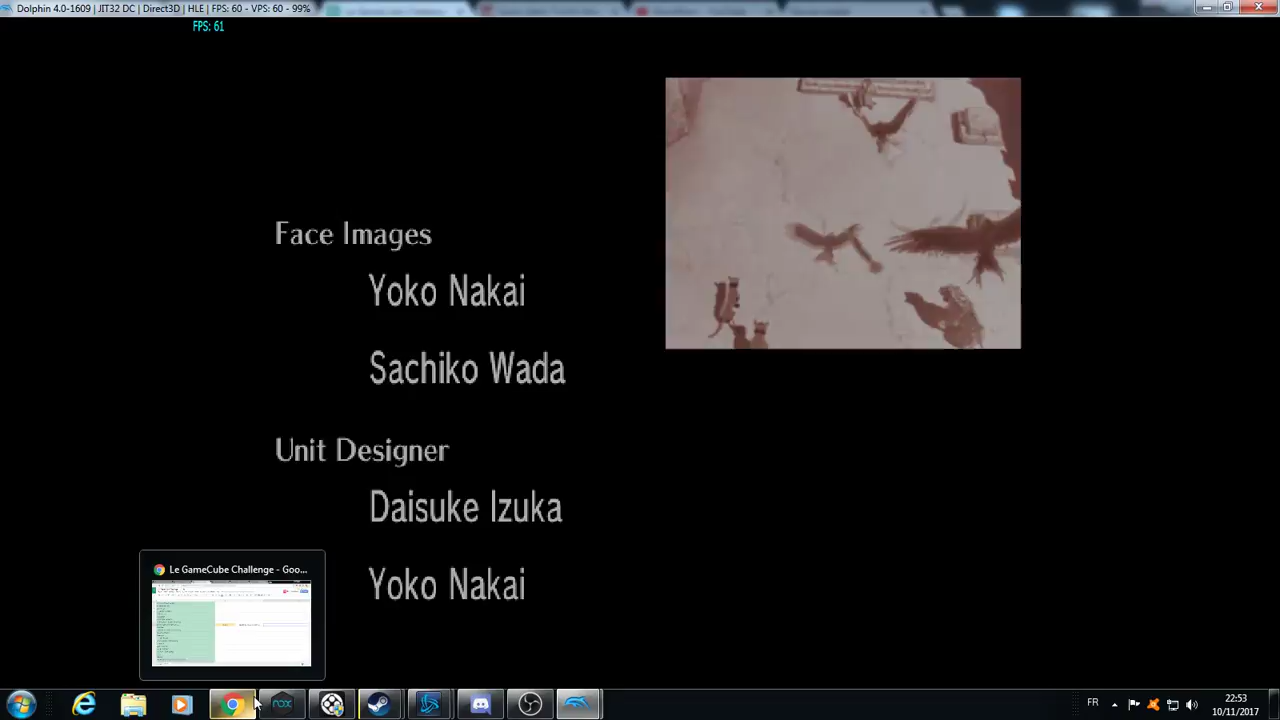 Dolphin 4.0-1609 | JIT32 DC | Direct3D | HLE | FPS: 60 - VPS: 60 - 99%
FPS: 61
Face Images
Yoko Nakai
Sachiko Wada
Unit Designer
Daisuke Izuka
Yoko Nakai
Le GameCube Challenge - Goo...
nox
FR
22:53
10/11/2017